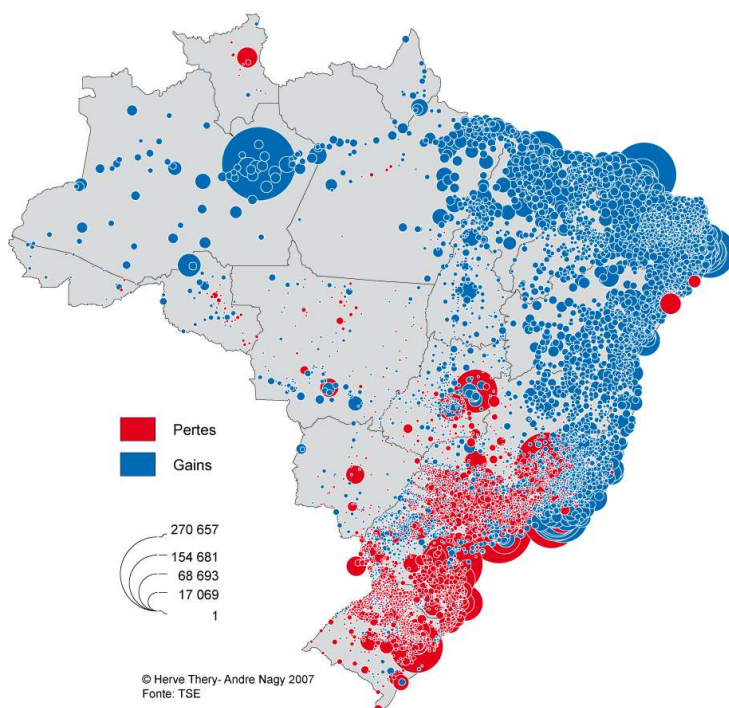 Pertes
Gains
270 657
154 681
68 693
17 069
1
© Herve Thery- Andre Nagy 2007
Fonte: TSE